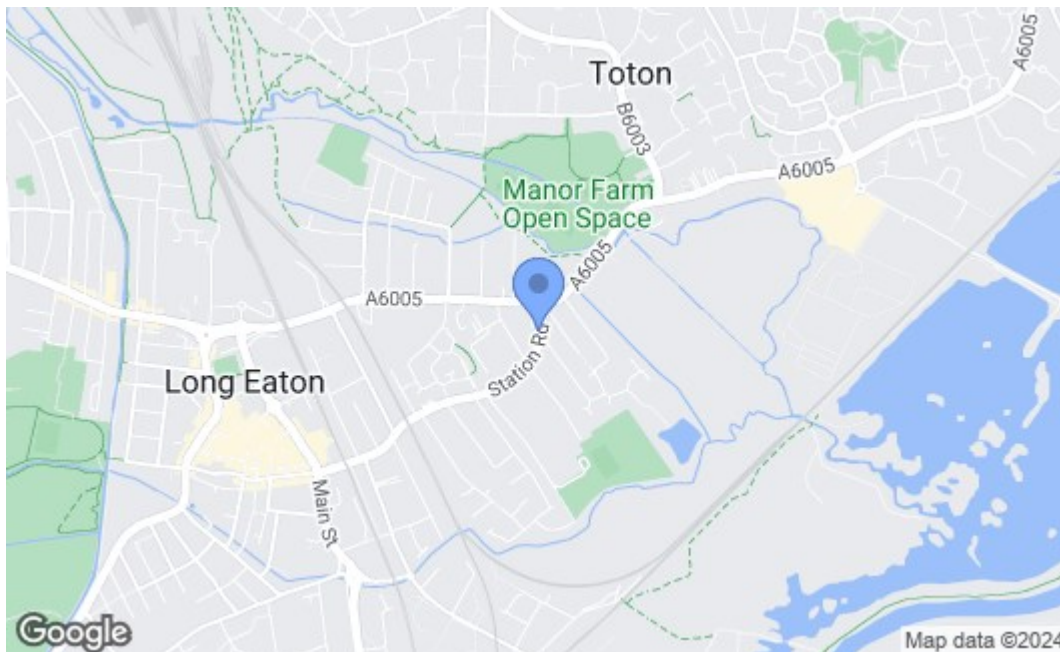 Toton
A6005
B6003
A6005
Manor Farm
Open Space
A6005
A6005
Station Rd
Long Eaton
Main St
Google
Map data ©2024